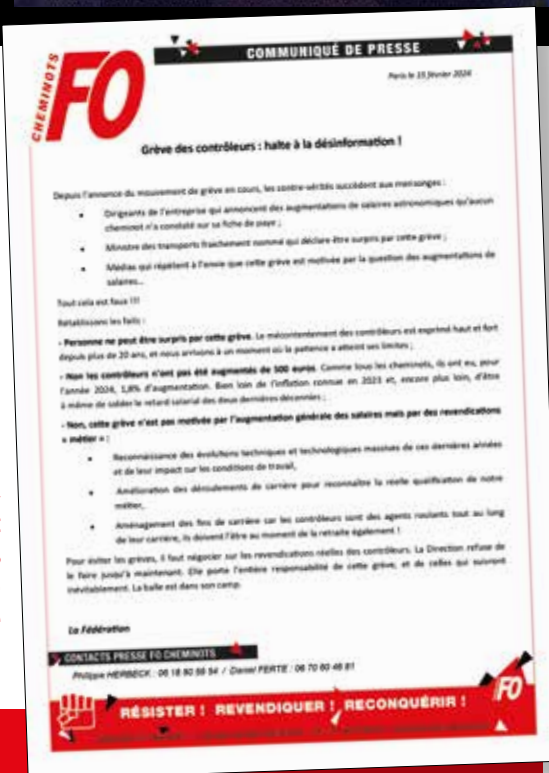 COMMUNIQUÉ DE PRESSE
CHEMINOTS
FO
Paris le 15 février 2024
Grève des contrôleurs : halte à la désinformation !
Depuis l'annonce du mouvement de grève en cours, les contre-vérités succèdent aux mensonges :
• Dirigeants de l'entreprise qui annoncent des augmentations de salaires astronomiques qu'aucun
cheminot n'a constaté sur sa fiche de paye ;
• Ministre des transports fraichement nommé qui déclare être surpris par cette grève ;
• Médias qui répètent à l'envie que cette grève est motivée par la question des augmentations de
salaires...
Tout cela est faux !!!
Rétablissons les faits :
- Personne ne peut être surpris par cette grève. Le mécontentement des contrôleurs est exprimé haut et fort
depuis plus de 20 ans, et nous arrivons à un moment où la patience a atteint ses limites ;
- Non les contrôleurs n'ont pas été augmentés de 500 euros. Comme tous les cheminots, ils ont eu, pour
l'année 2024, 1,8% d'augmentation. Bien loin de l'inflation connue en 2023 et, encore plus loin, d'être
à même de solder le retard salarial des deux dernières décennies ;
- Non, cette grève n'est pas motivée par l'augmentation générale des salaires mais par des revendications
« métier » :
• Reconnaissance des évolutions techniques et technologiques massives de ces dernières années
et de leur impact sur les conditions de travail,
• Amélioration des déroulements de carrière pour reconnaître la réelle qualification de notre
métier,
• Aménagement des fins de carrière car les contrôleurs sont des agents roulants tout au long
de leur carrière, ils doivent l'être au moment de la retraite également !
Pour éviter les grèves, il faut négocier sur les revendications réelles des contrôleurs. La Direction refuse de
le faire jusqu'à maintenant. Elle porte l'entière responsabilité de cette grève, et de celles qui suivront
inévitablement. La balle est dans son camp.
La Fédération
CONTACTS PRESSE FO CHEMINOTS
Philippe HERBECK : 06 18 90 56 54 / Daniel FERTE : 06 70 60 46 81
RÉSISTER ! REVENDIQUER ! RECONQUÉRIR !
FO